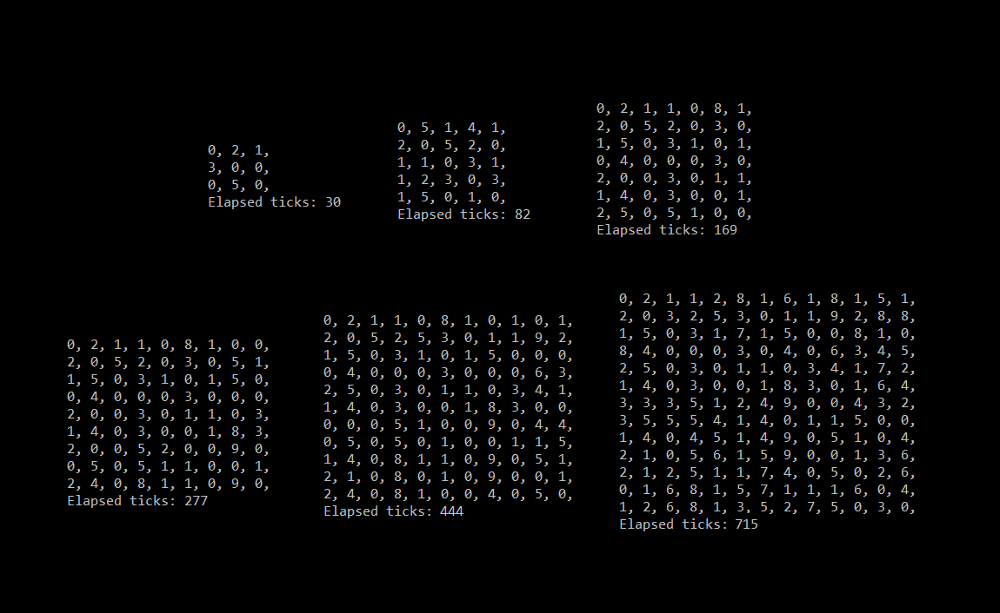 0, 2, 1,
3, 0, 0,
0, 5, 0,
Elapsed ticks: 30
0, 5, 1, 4, 1,
2, 0, 5, 2, 0,
1, 1, 0, 3, 1,
1, 2, 3, 0, 3,
1, 5, 0, 1, 0,
Elapsed ticks: 82
0, 2, 1, 1, 0, 8, 1,
2, 0, 5, 2, 0, 3, 0,
1, 5, 0, 3, 1, 0, 1,
0, 4, 0, 0, 0, 3, 0,
2, 0, 0, 3, 0, 1, 1,
1, 4, 0, 3, 0, 0, 1,
2, 5, 0, 5, 1, 0, 0,
Elapsed ticks: 169
0, 2, 1, 1, 0, 8, 1, 0, 0,
2, 0, 5, 2, 0, 3, 0, 5, 1,
1, 5, 0, 3, 1, 0, 1, 5, 0,
0, 4, 0, 0, 0, 3, 0, 0, 0,
2, 0, 0, 3, 0, 1, 1, 0, 3,
1, 4, 0, 3, 0, 0, 1, 8, 3,
2, 0, 0, 5, 2, 0, 0, 9, 0,
0, 5, 0, 5, 1, 1, 0, 0, 1,
2, 4, 0, 8, 1, 1, 0, 9, 0,
Elapsed ticks: 277
0, 2, 1, 1, 0, 8, 1, 0, 1, 0, 1,
2, 0, 5, 2, 5, 3, 0, 1, 1, 9, 2,
1, 5, 0, 3, 1, 0, 1, 5, 0, 0, 0,
0, 4, 0, 0, 0, 3, 0, 0, 0, 6, 3,
2, 5, 0, 3, 0, 1, 1, 0, 3, 4, 1,
1, 4, 0, 3, 0, 0, 1, 8, 3, 0, 0,
0, 0, 0, 5, 1, 0, 0, 9, 0, 4, 4,
0, 5, 0, 5, 0, 1, 0, 0, 1, 1, 5,
1, 4, 0, 8, 1, 1, 0, 9, 0, 5, 1,
2, 1, 0, 8, 0, 1, 0, 9, 0, 0, 1,
2, 4, 0, 8, 1, 0, 0, 4, 0, 5, 0,
Elapsed ticks: 444
0, 2, 1, 1, 2, 8, 1, 6, 1, 8, 1, 5, 1,
2, 0, 3, 2, 5, 3, 0, 1, 1, 9, 2, 8, 8,
1, 5, 0, 3, 1, 7, 1, 5, 0, 0, 8, 1, 0,
8, 4, 0, 0, 0, 3, 0, 4, 0, 6, 3, 4, 5,
2, 5, 0, 3, 0, 1, 1, 0, 3, 4, 1, 7, 2,
1, 4, 0, 3, 0, 0, 1, 8, 3, 0, 1, 6, 4,
3, 3, 3, 5, 1, 2, 4, 9, 0, 0, 4, 3, 2,
3, 5, 5, 5, 4, 1, 4, 0, 1, 1, 5, 0, 0,
1, 4, 0, 4, 5, 1, 4, 9, 0, 5, 1, 0, 4,
2, 1, 0, 5, 6, 1, 5, 9, 0, 0, 1, 3, 6,
2, 1, 2, 5, 1, 1, 7, 4, 0, 5, 0, 2, 6,
0, 1, 6, 8, 1, 5, 7, 1, 1, 1, 6, 0, 4,
1, 2, 6, 8, 1, 3, 5, 2, 7, 5, 0, 3, 0,
Elapsed ticks: 715